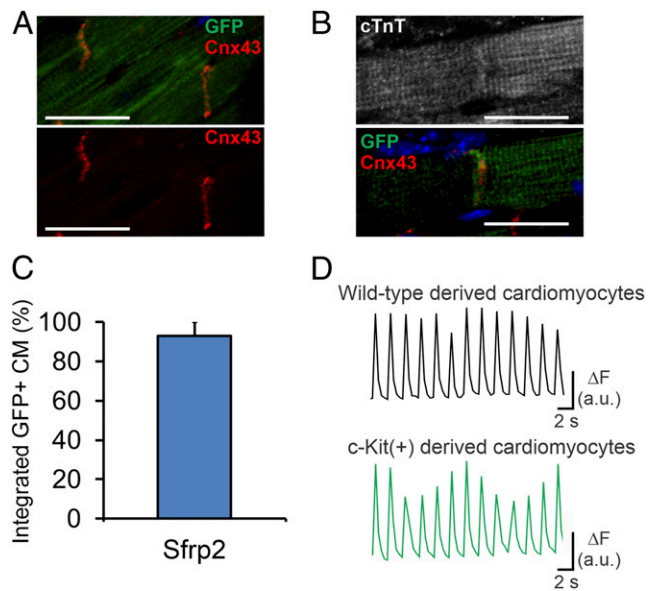 A
GFP
Cnx43
Cnx43
B
cTnT
GFP
Cnx43
C
Integrated GFP+ CM (%)
100
80
60
40
20
0
Sfrp2
D
Wild-type derived cardiomyocytes
ΔF
(a.u.)
2 s
c-Kit(+) derived cardiomyocytes
ΔF
(a.u.)
2 s